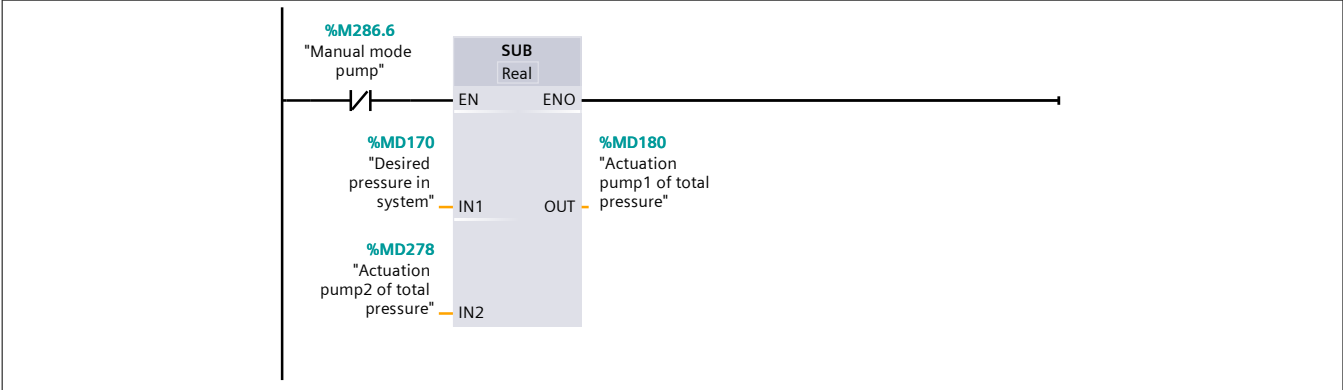 %M286.6
"Manual mode
pump"
SUB
Real
EN
ENO
%MD170
"Desired
pressure in
system"
IN1
%MD180
"Actuation
pump1 of total
pressure"
OUT
%MD278
"Actuation
pump2 of total
pressure"
IN2